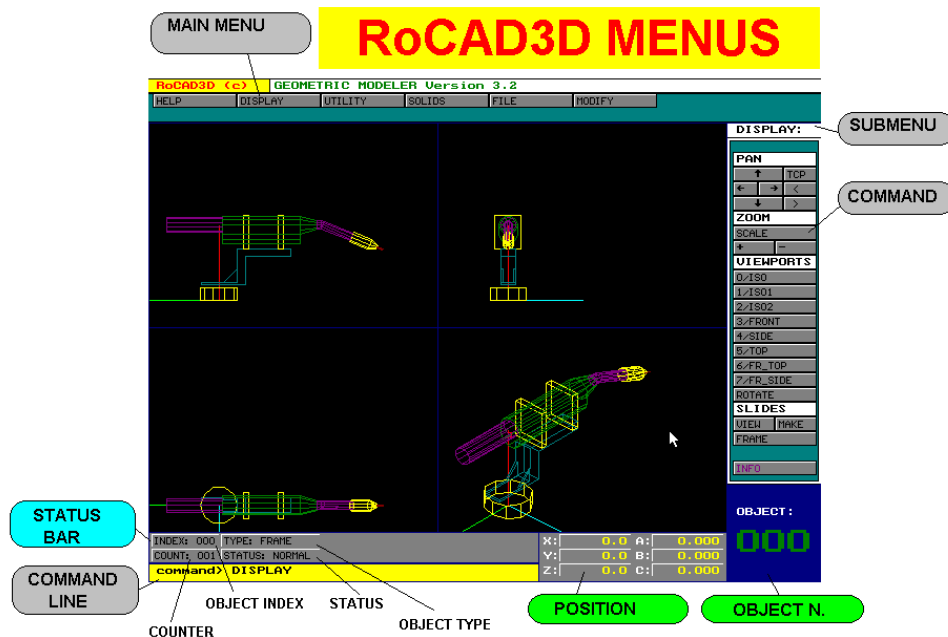 MAIN MENU
RoCAD3D MENUS
RoCAD3D (c) GEOMETRIC MODELER Version 3.2
HELP DISPLAY UTILITY SOLIDS FILE MODIFY
DISPLAY:
SUBMENU
PAN
↑ TCP
← → <
↓ >
COMMAND
ZOOM
SCALE
+ -
VIEWPORTS
0/ISO
1/ISO1
2/ISO2
3/FRONT
4/SIDE
5/TOP
6/FR_TOP
7/FR_SIDE
ROTATE
SLIDES
VIEW MAKE
FRAME
INFO
OBJECT:
000
STATUS
BAR
INDEX: 000 TYPE: FRAME
COUNT: 001 STATUS: NORMAL
command> DISPLAY
X: 0.0 A: 0.000
Y: 0.0 B: 0.000
Z: 0.0 C: 0.000
COMMAND
LINE
OBJECT INDEX
STATUS
COUNTER
OBJECT TYPE
POSITION
OBJECT N.